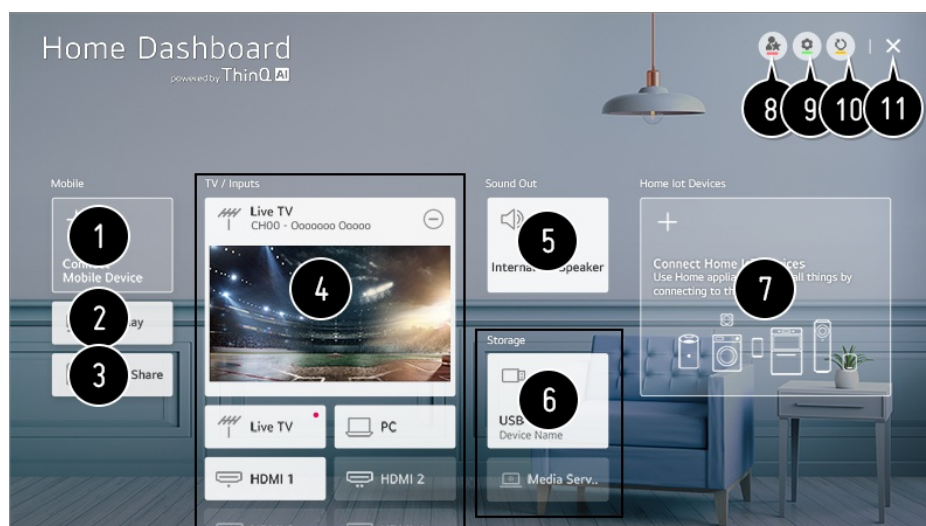 Home Dashboard
powered by ThinQ AI
8 9 10 11
Mobile
TV / Inputs
Sound Out
Home Iot Devices
Live TV
CH00 - Ooooooo Ooooo
1
Mobile Device
2
3
Share
4
5
Speaker
7
Connect Home
Use Home all things by
connecting to
Storage
6
USB
Device Name
Media Serv..
Live TV
PC
HDMI 1
HDMI 2